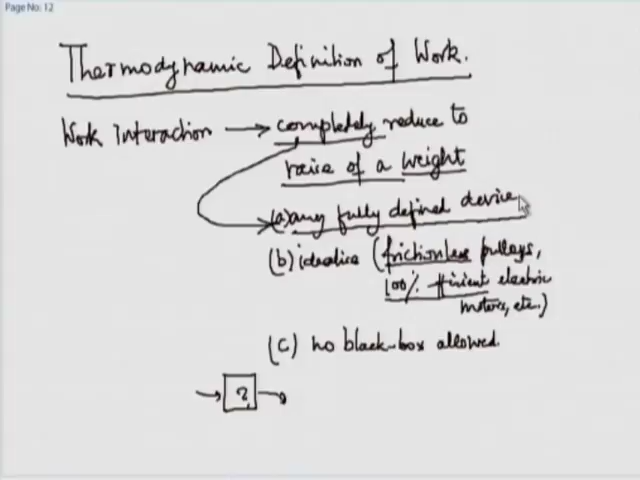 Page No: 12
Thermodynamic Definition of Work.
Work Interaction → completely reduce to
raise of a weight
(a) any fully defined device
(b) idealise (frictionless pulleys,
100% efficient electric
motors, etc.)
(c) no black-box allowed
→ ? →